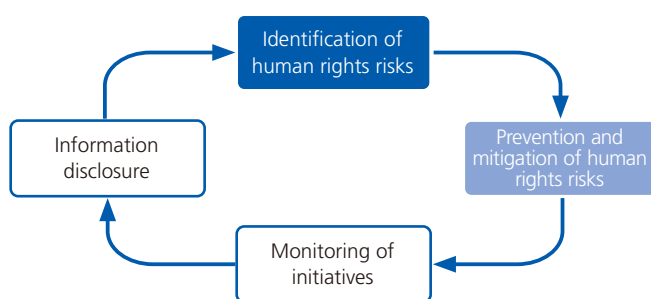 Identification of
human rights risks
Prevention and
mitigation of human
rights risks
Monitoring of
initiatives
Information
disclosure